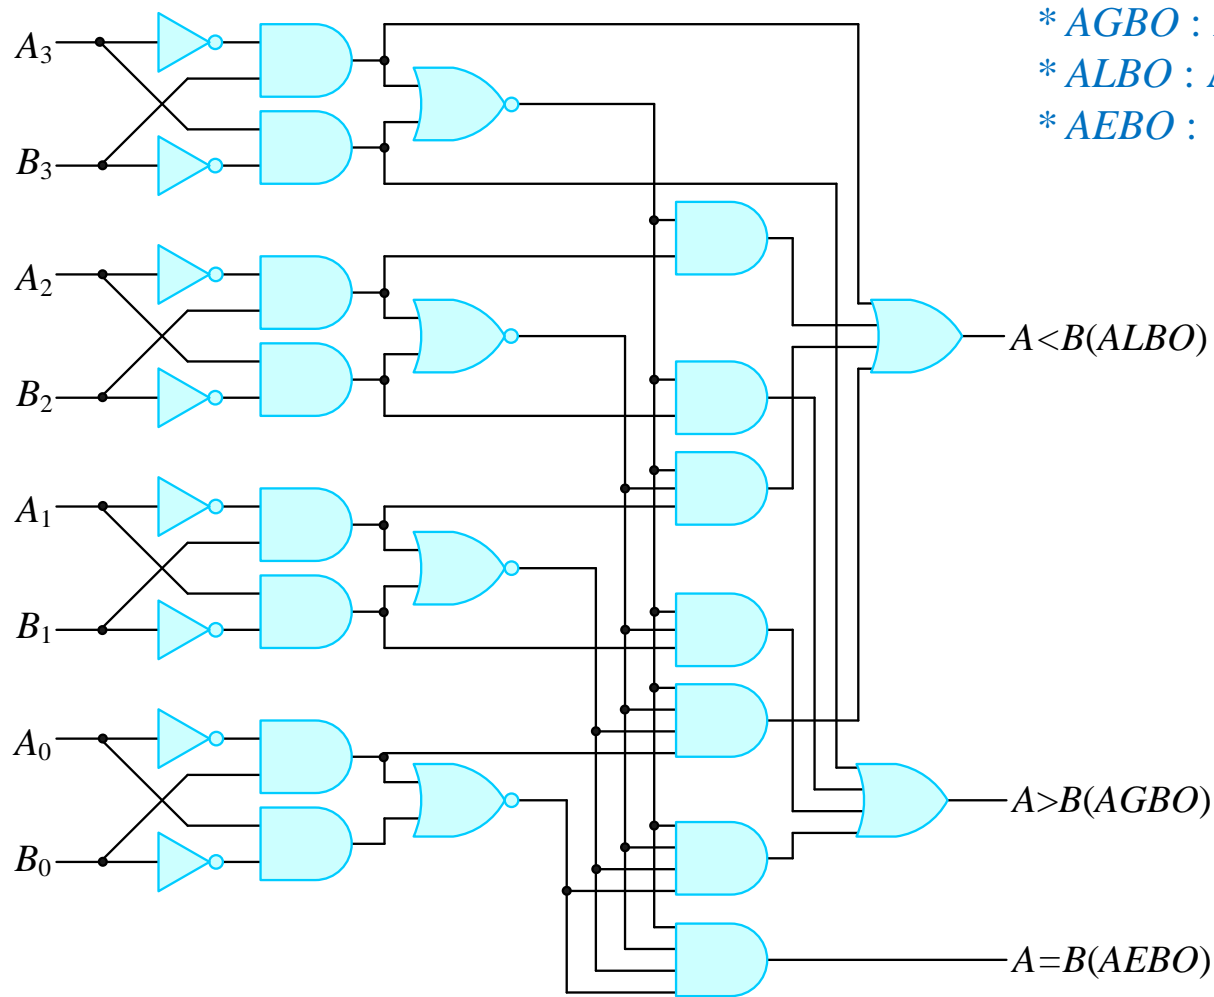 * AGBO :
* ALBO :
* AEBO :
A3
B3
A2
B2
A<B(ALBO)
A1
B1
A0
A>B(AGBO)
B0
A=B(AEBO)